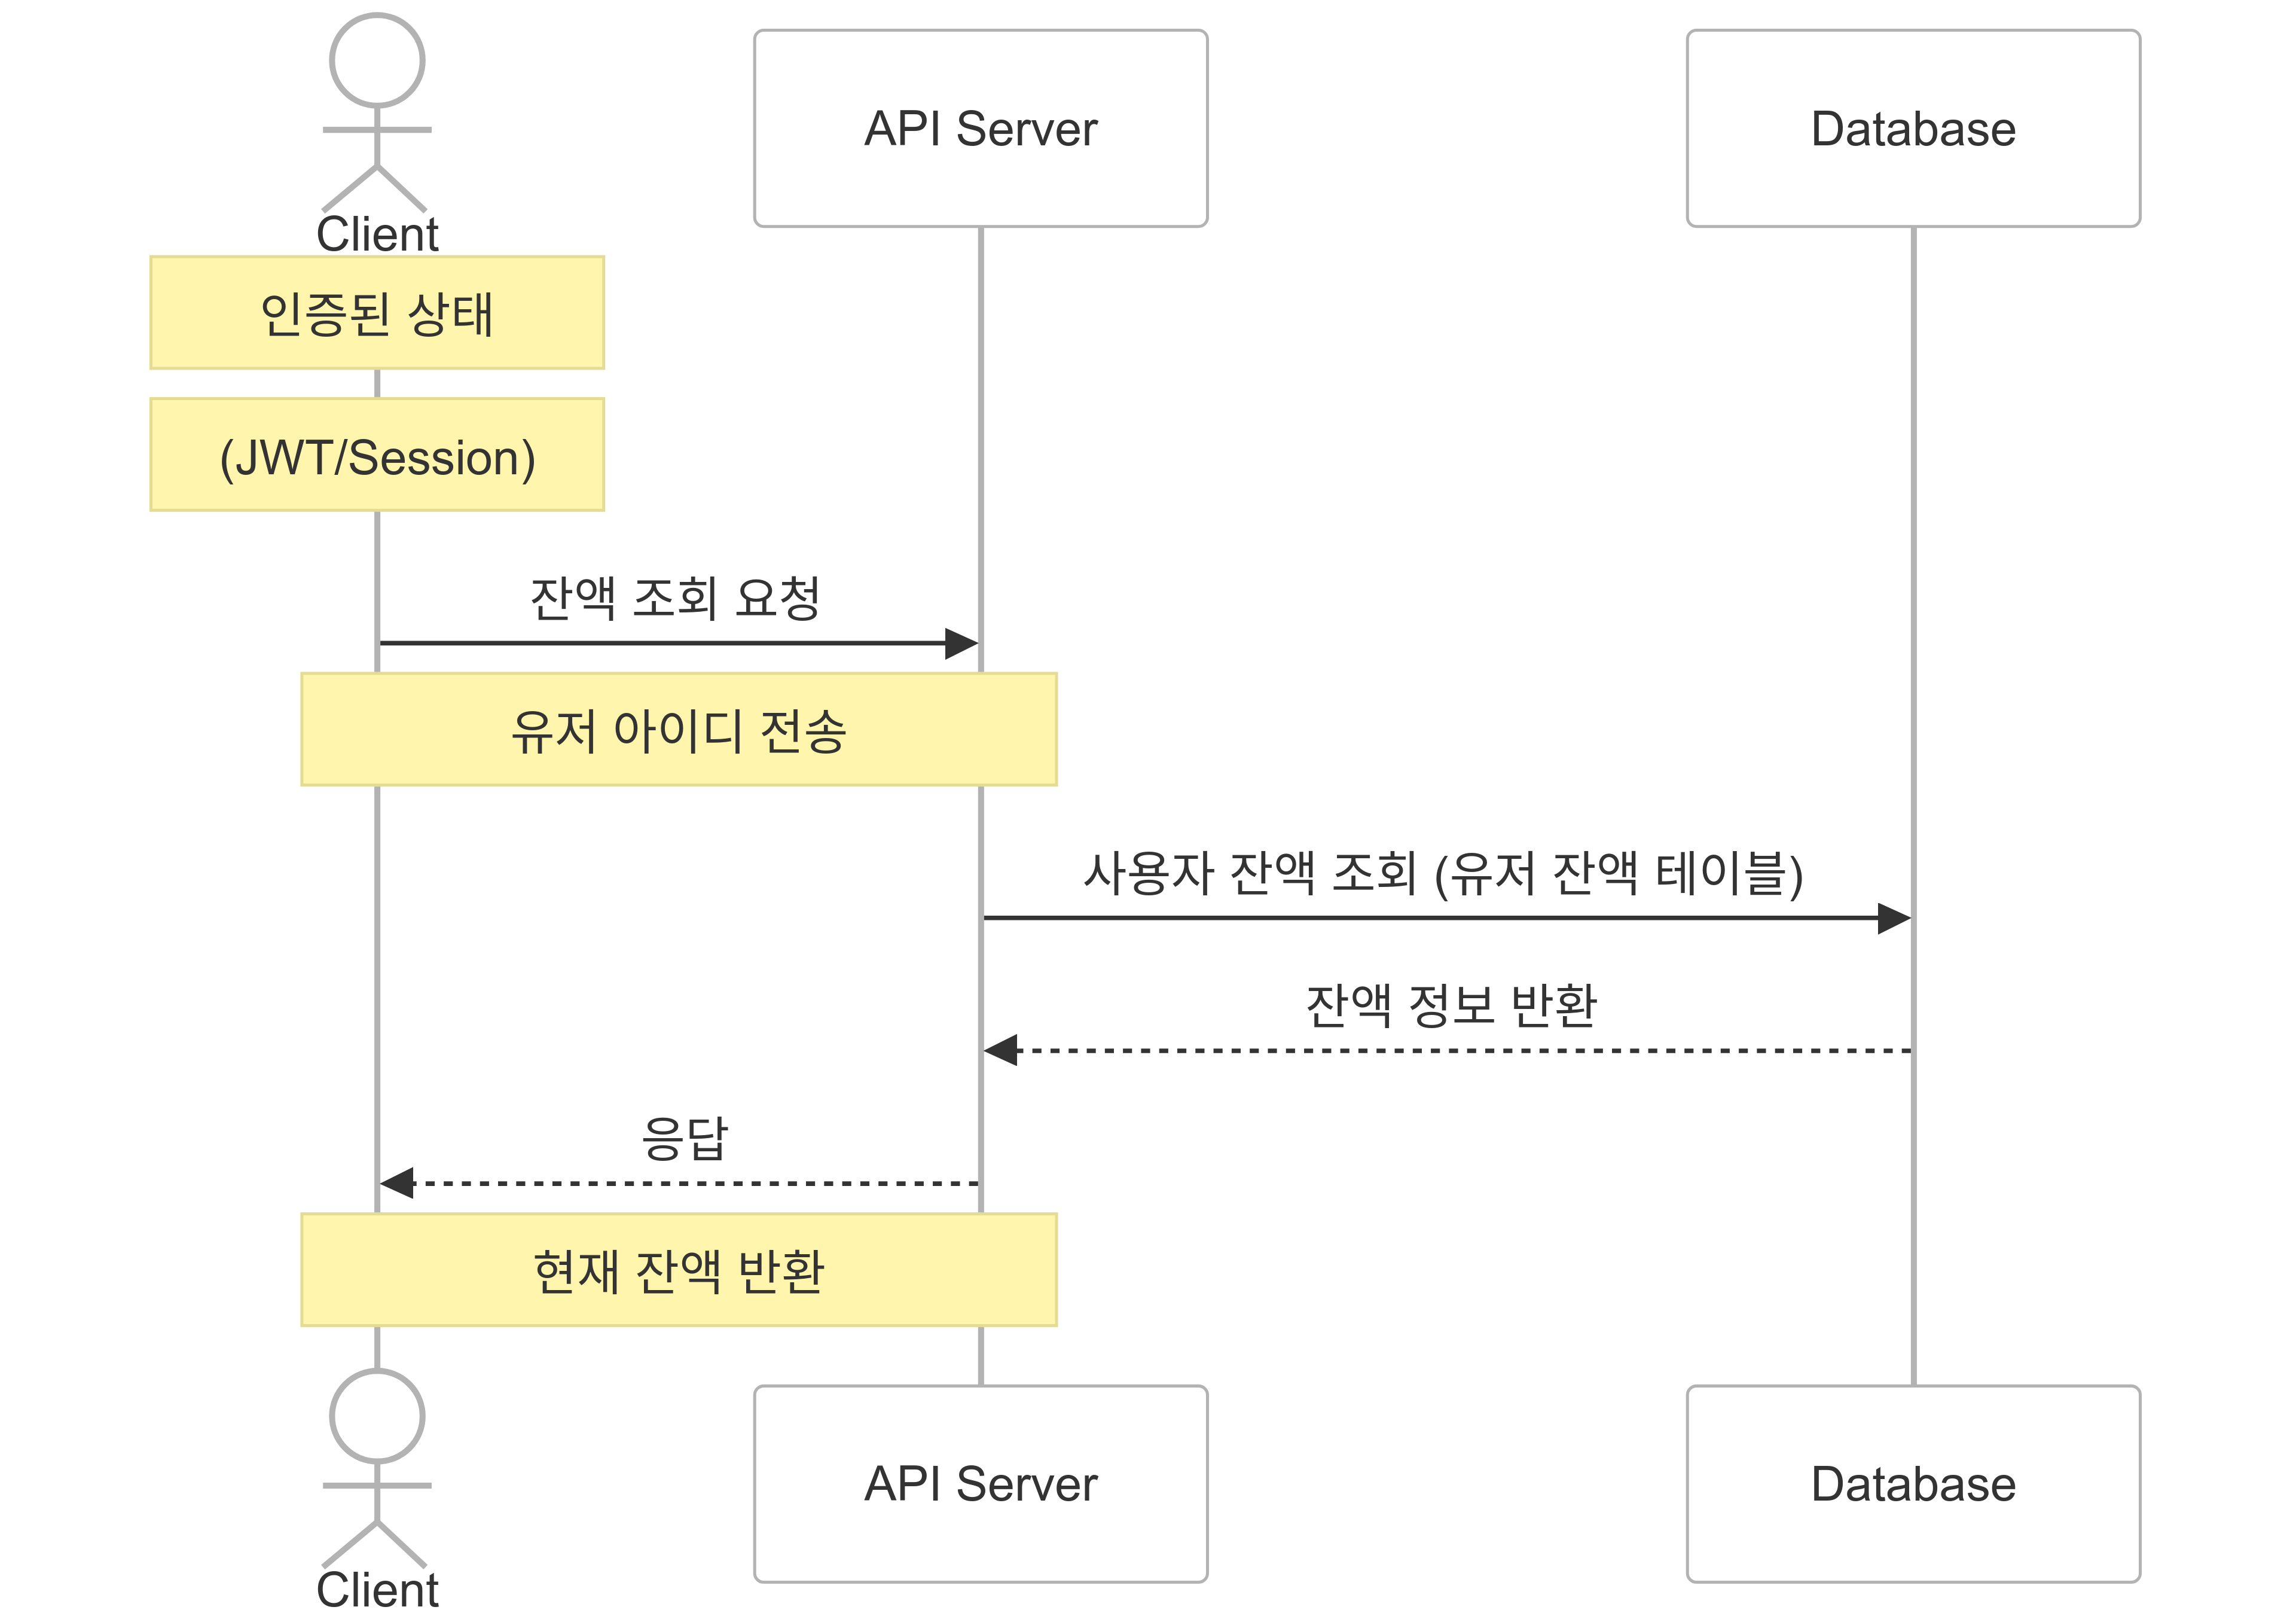 Client
API Server
Database
인증된 상태
(JWT/Session)
잔액 조회 요청
유저 아이디 전송
사용자 잔액 조회 (유저 잔액 테이블)
잔액 정보 반환
응답
현재 잔액 반환
Client
API Server
Database